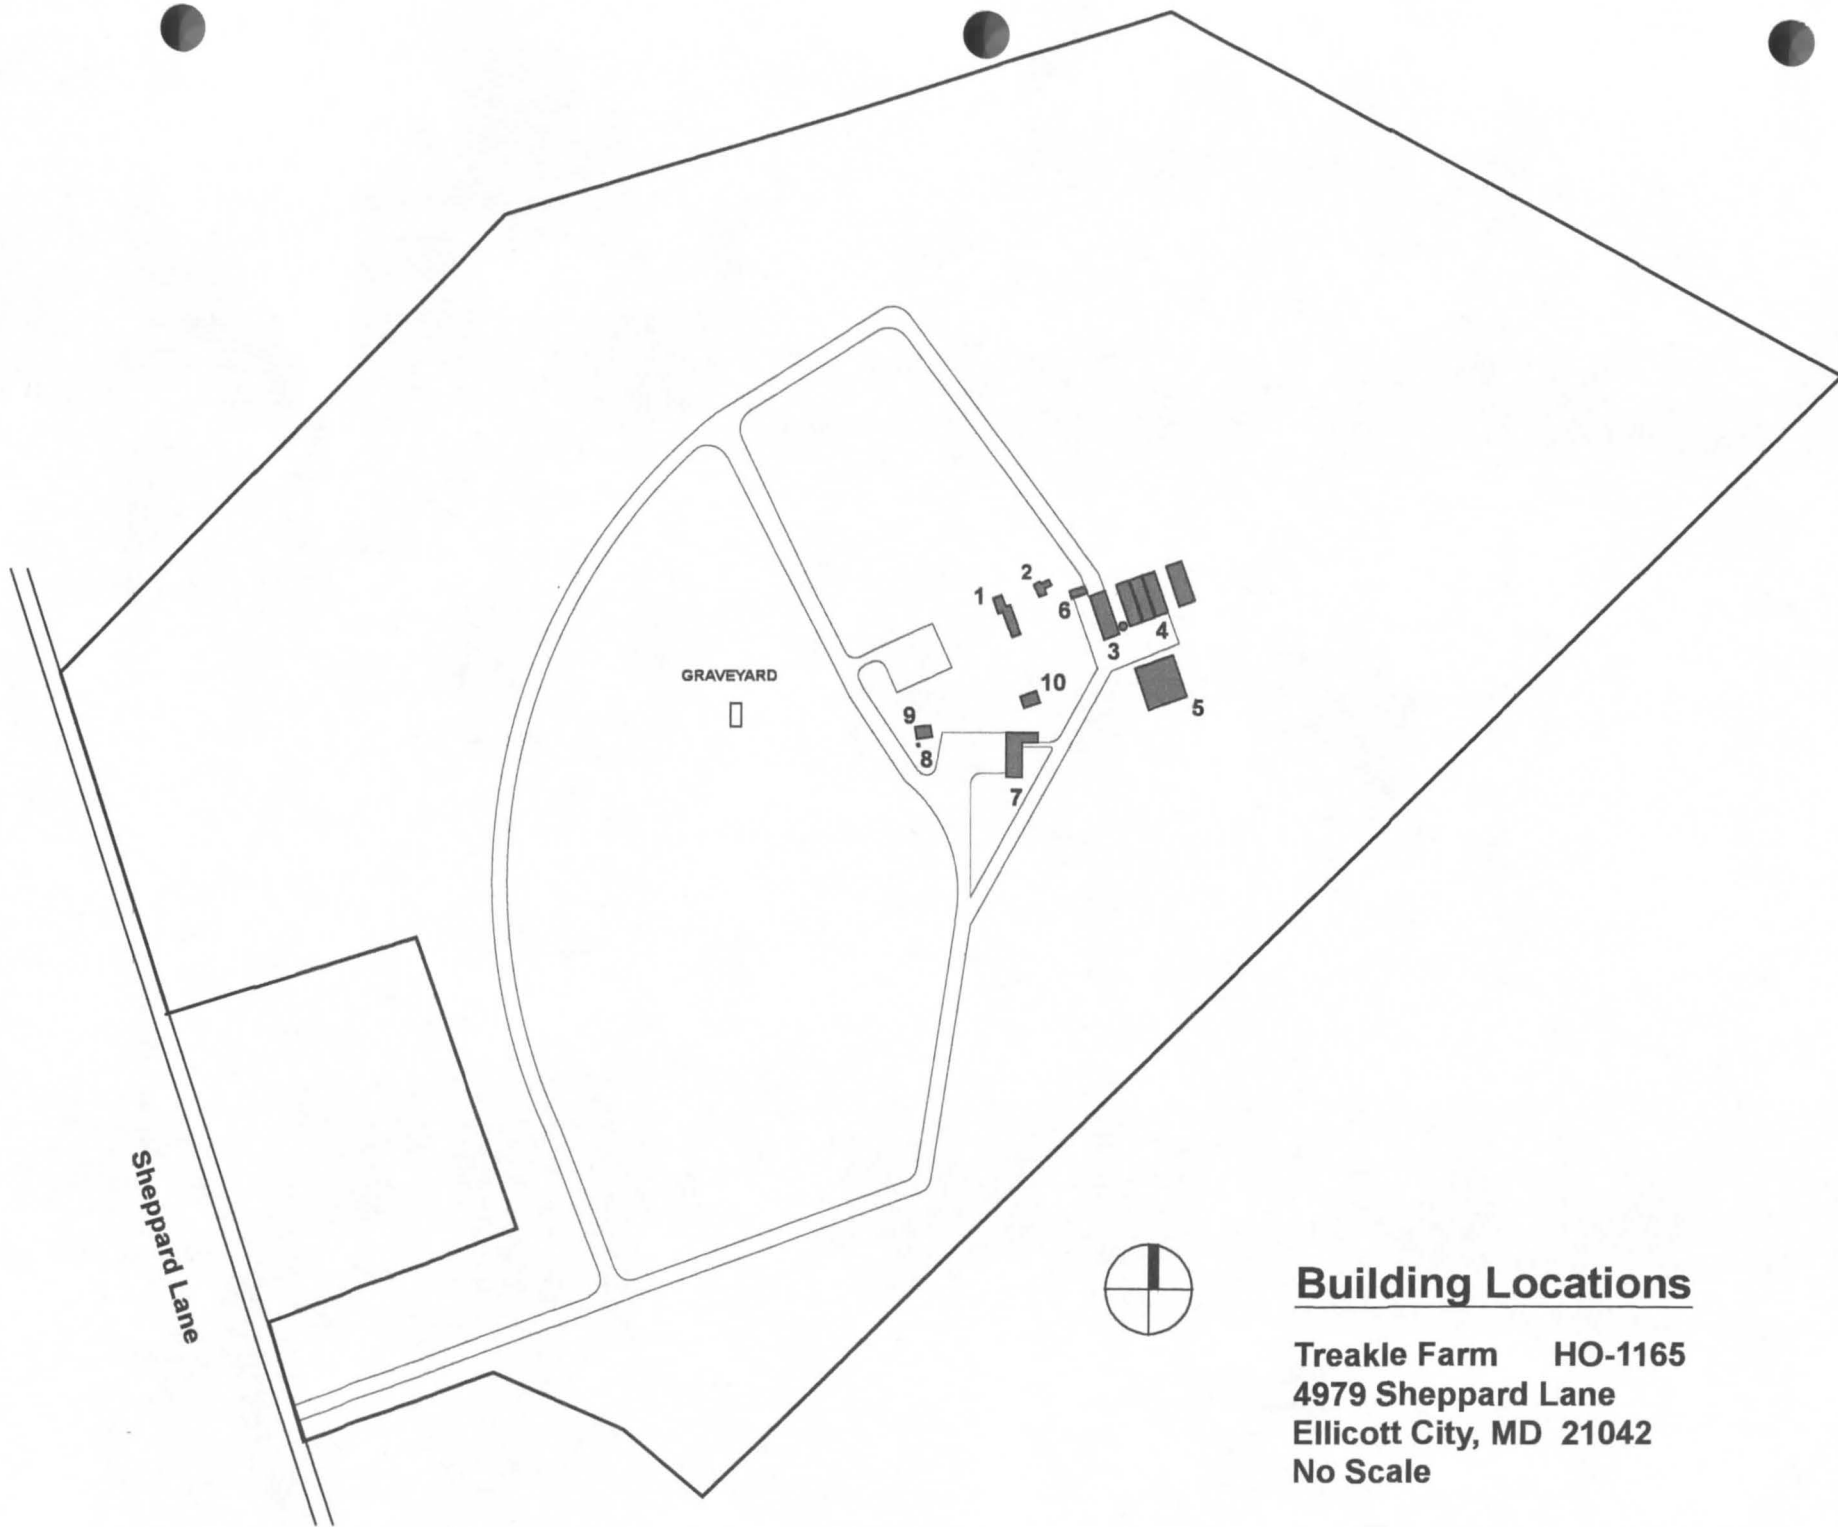 2
1
6
4
3
GRAVEYARD
10
5
9
8
7
Sheppard Lane
Building Locations
Treakle Farm HO-1165
4979 Sheppard Lane
Ellicott City, MD 21042
No Scale